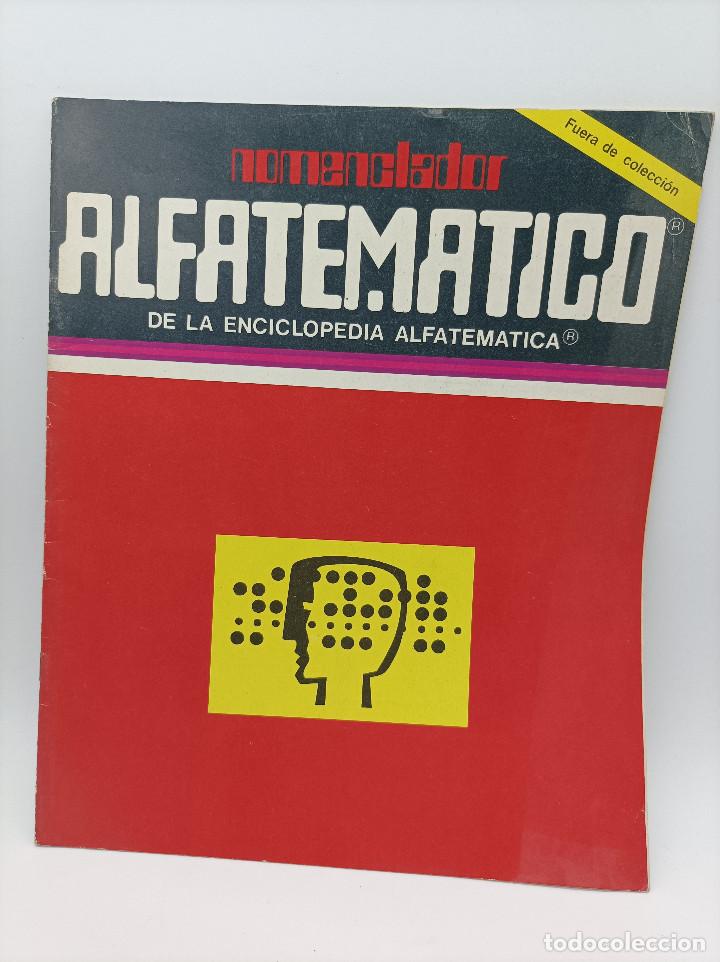 Fuera de colección
nomenclador
ALFATEMATICO®
DE LA ENCICLOPEDIA ALFATEMATICA®
todocoleccion